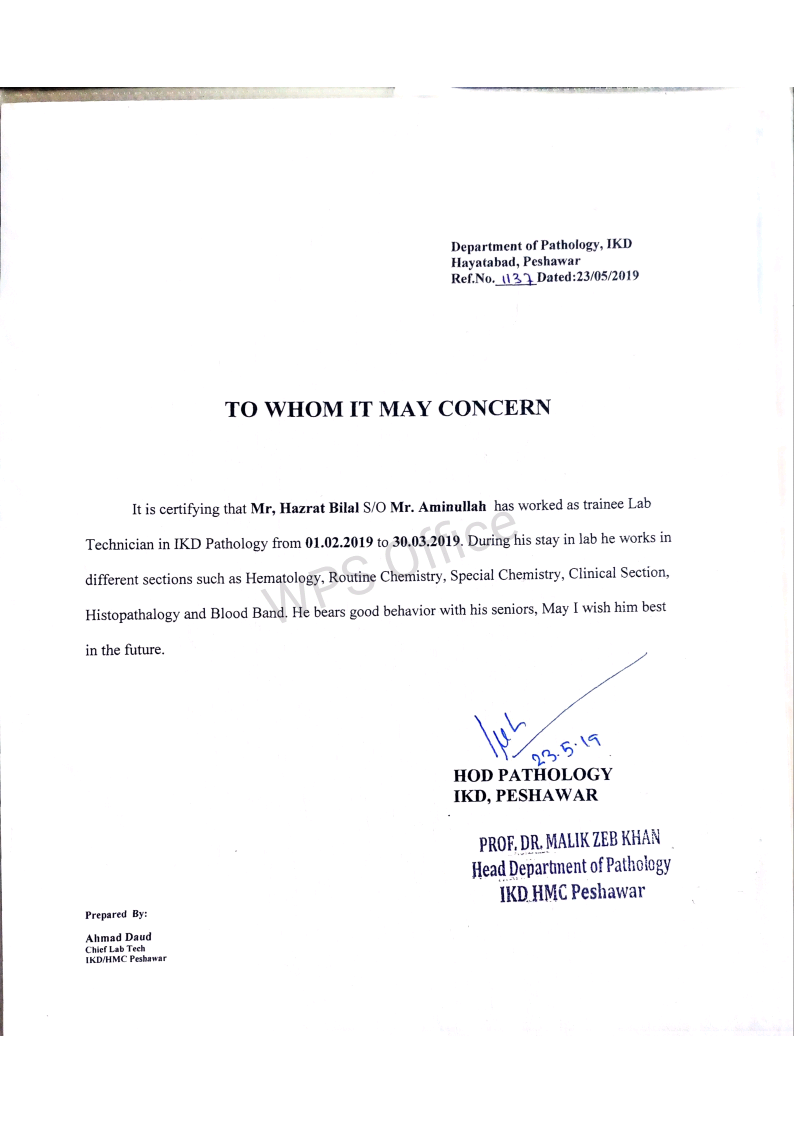 Department of Pathology, IKD
Hayatabad, Peshawar
Ref.No. 1137 Dated:23/05/2019
TO WHOM IT MAY CONCERN
It is certifying that Mr, Hazrat Bilal S/O Mr. Aminullah has worked as trainee Lab
Technician in IKD Pathology from 01.02.2019 to 30.03.2019. During his stay in lab he works in
different sections such as Hematology, Routine Chemistry, Special Chemistry, Clinical Section,
Histopathalogy and Blood Band. He bears good behavior with his seniors, May I wish him best
in the future.
WPS Office
23.5.19
HOD PATHOLOGY
IKD, PESHAWAR
PROF. DR. MALIK ZEB KHAN
Head Department of Pathology
IKD HMC Peshawar
Prepared By:
Ahmad Daud
Chief Lab Tech
IKD/HMC Peshawar